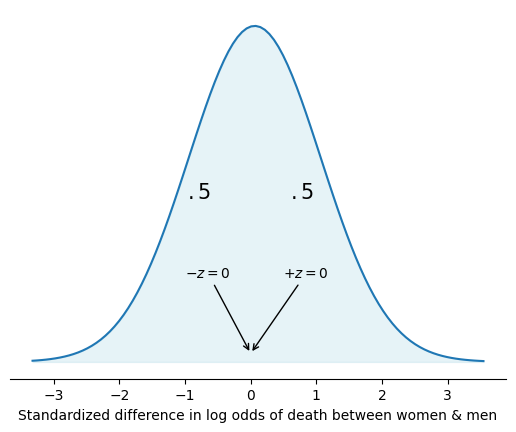 .5 .5
−z = 0 +z = 0
−3 −2 −1 0 1 2 3
Standardized difference in log odds of death between women & men